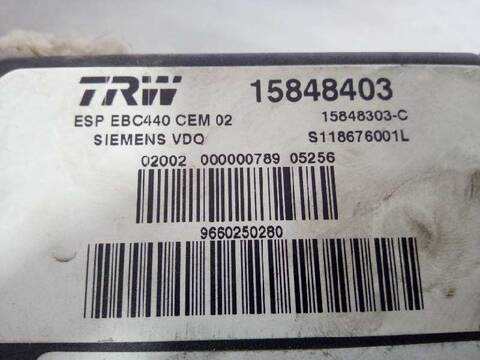 TRW 15848403
ESP EBC440 CEM 02 15848303-C
SIEMENS VDO S118676001L
02002 000000789 05256
9660250280